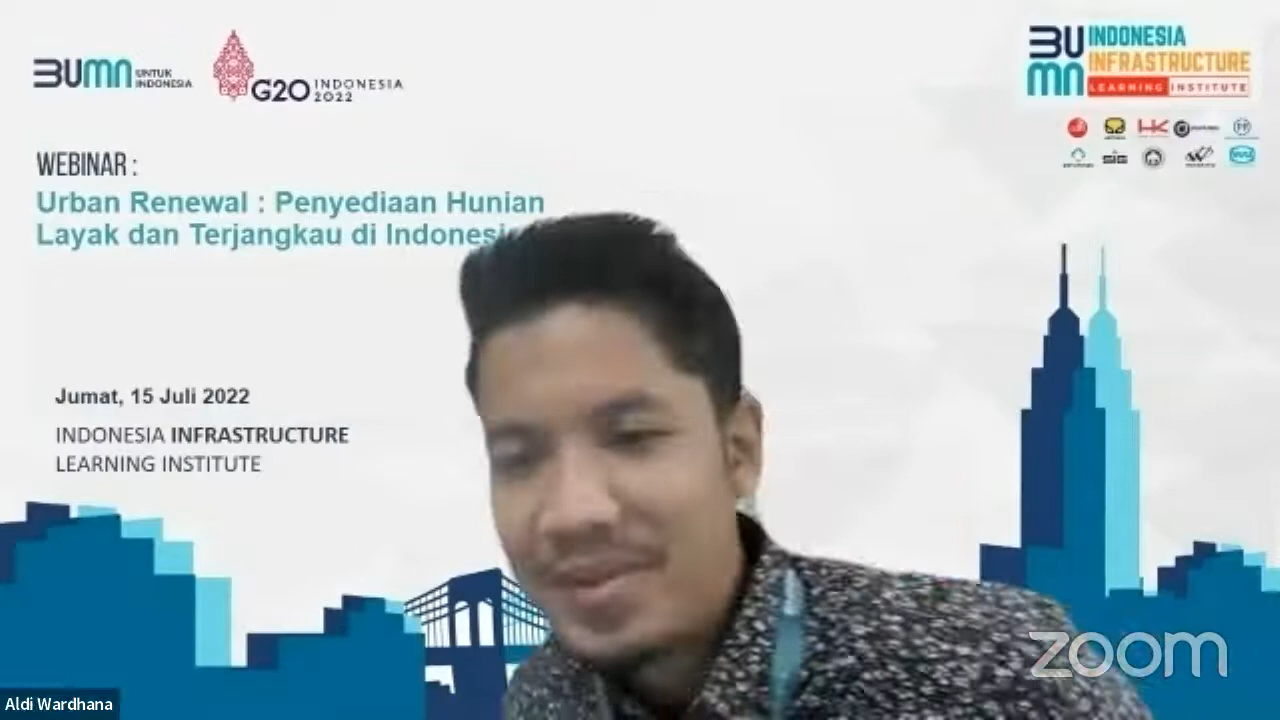 BUMN UNTUK
INDONESIA
G20 INDONESIA
2022
BUMN
INDONESIA
INFRASTRUCTURE
LEARNING INSTITUTE
HK
WEBINAR :
Urban Renewal : Penyediaan Hunian
Layak dan Terjangkau di Indonesi
Jumat, 15 Juli 2022
INDONESIA INFRASTRUCTURE
LEARNING INSTITUTE
zoom
Aldi Wardhana